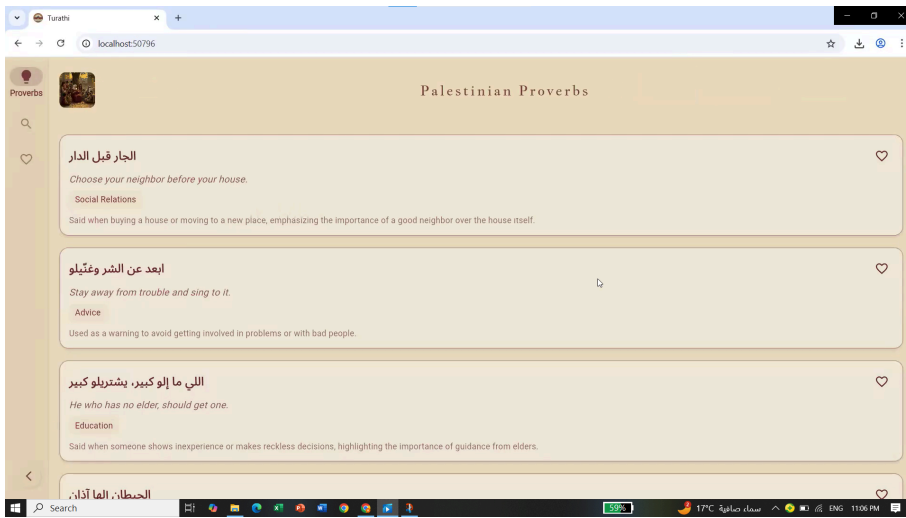 Turathi
localhost:50796
Proverbs
Palestinian Proverbs
الجار قبل الدار
Choose your neighbor before your house.
Social Relations
Said when buying a house or moving to a new place, emphasizing the importance of a good neighbor over the house itself.
ابعد عن الشر وغنّيلو
Stay away from trouble and sing to it.
Advice
Used as a warning to avoid getting involved in problems or with bad people.
اللي ما إلو كبير، يشتريلو كبير
He who has no elder, should get one.
Education
Said when someone shows inexperience or makes reckless decisions, highlighting the importance of guidance from elders.
الحيطان إلها آذان
Search
59%
17°C سماء صافية
ENG
11:06 PM